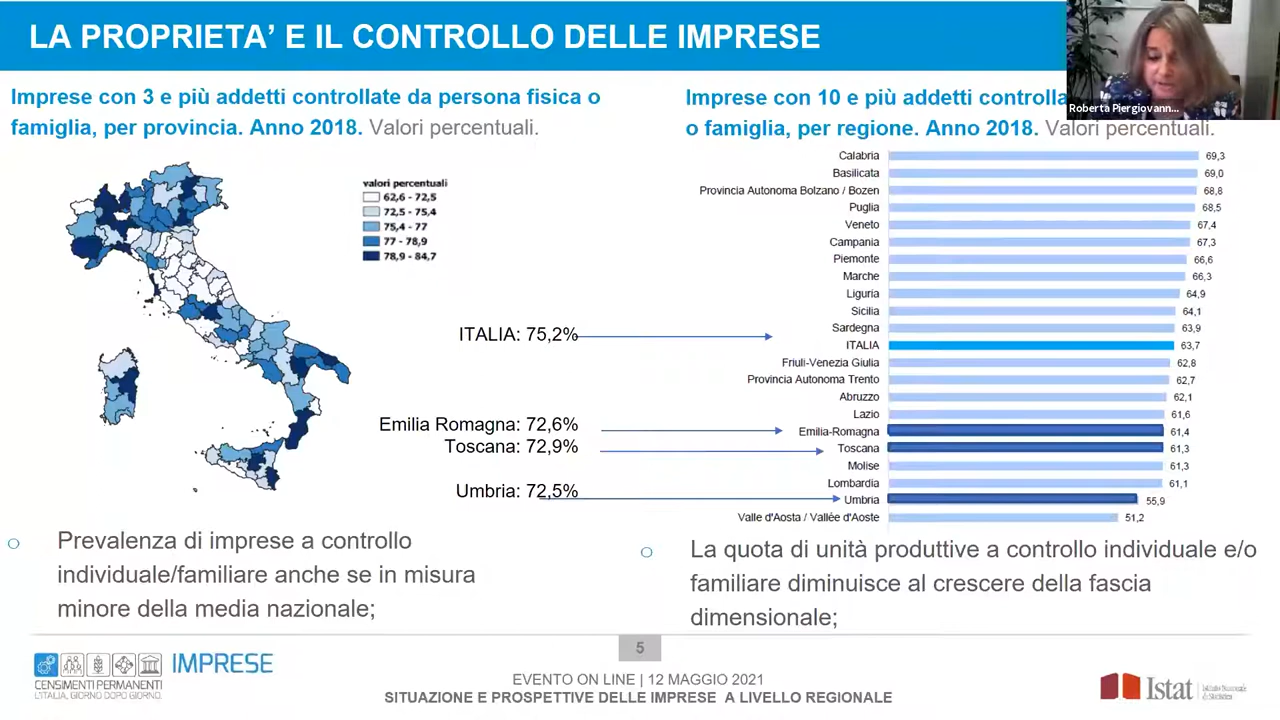 LA PROPRIETA’ E IL CONTROLLO DELLE IMPRESE
Roberta Piergiovann...
Imprese con 3 e più addetti controllate da persona fisica o
famiglia, per provincia. Anno 2018. Valori percentuali.
valori percentuali
62,6 - 72,5
72,5 - 75,4
75,4 - 77
77 - 78,9
78,9 - 84,7
ITALIA: 75,2%
Emilia Romagna: 72,6%
Toscana: 72,9%
Umbria: 72,5%
Prevalenza di imprese a controllo
individuale/familiare anche se in misura
minore della media nazionale;
Imprese con 10 e più addetti controlla
o famiglia, per regione. Anno 2018. Valori percentuali.
Calabria 69,3
Basilicata 69,0
Provincia Autonoma Bolzano / Bozen 68,8
Puglia 68,5
Veneto 67,4
Campania 67,3
Piemonte 66,6
Marche 66,3
Liguria 64,9
Sicilia 64,1
Sardegna 63,9
ITALIA 63,7
Friuli-Venezia Giulia 62,8
Provincia Autonoma Trento 62,7
Abruzzo 62,1
Lazio 61,6
Emilia-Romagna 61,4
Toscana 61,3
Molise 61,3
Lombardia 61,1
Umbria 55,9
Valle d'Aosta / Vallée d'Aoste 51,2
La quota di unità produttive a controllo individuale e/o
familiare diminuisce al crescere della fascia
dimensionale;
5
IMPRESE
CENSIMENTI PERMANENTI
L'ITALIA, GIORNO DOPO GIORNO.
EVENTO ON LINE | 12 MAGGIO 2021
SITUAZIONE E PROSPETTIVE DELLE IMPRESE A LIVELLO REGIONALE
Istat